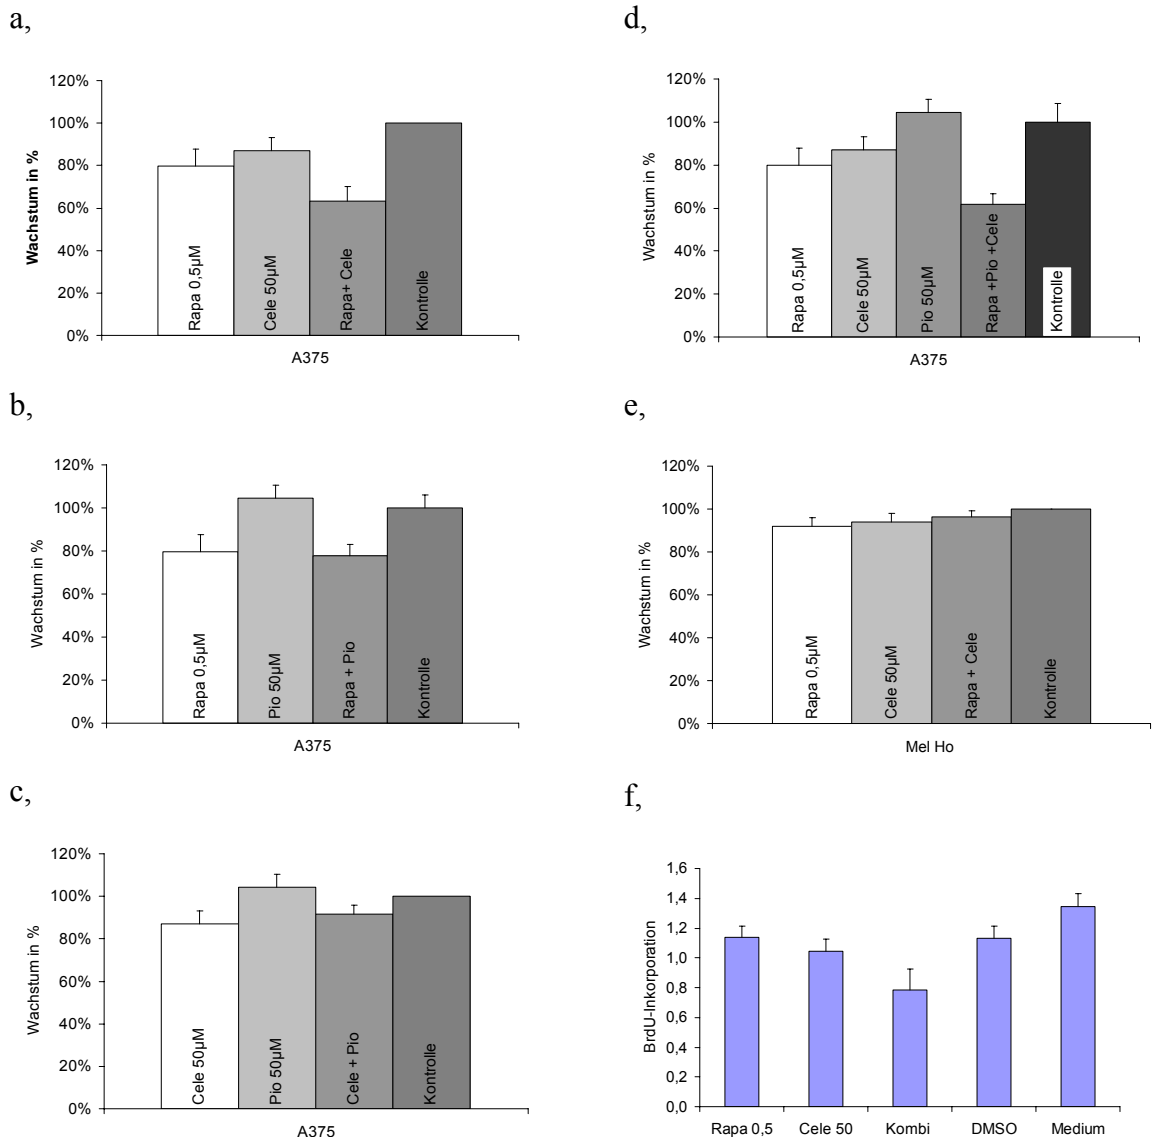 a,
120%
100%
80%
60%
40%
20%
0%
Wachstum in %
Rapa 0,5µM
Cele 50µM
Rapa+ Cele
Kontrolle
A375
b,
120%
100%
80%
60%
40%
20%
0%
Wachstum in %
Rapa 0,5µM
Pio 50µM
Rapa + Pio
Kontrolle
A375
c,
120%
100%
80%
60%
40%
20%
0%
Wachstum in %
Cele 50µM
Pio 50µM
Cele + Pio
Kontrolle
A375
d,
120%
100%
80%
60%
40%
20%
0%
Wachstum in %
Rapa 0,5µM
Cele 50µM
Pio 50µM
Rapa +Pio +Cele
Kontrolle
A375
e,
120%
100%
80%
60%
40%
20%
0%
Wachstum in %
Rapa 0,5µM
Cele 50µM
Rapa + Cele
Kontrolle
Mel Ho
f,
1,6
1,4
1,2
1,0
0,8
0,6
0,4
0,2
0,0
BrdU-Inkorporation
Rapa 0,5 Cele 50 Kombi DMSO Medium